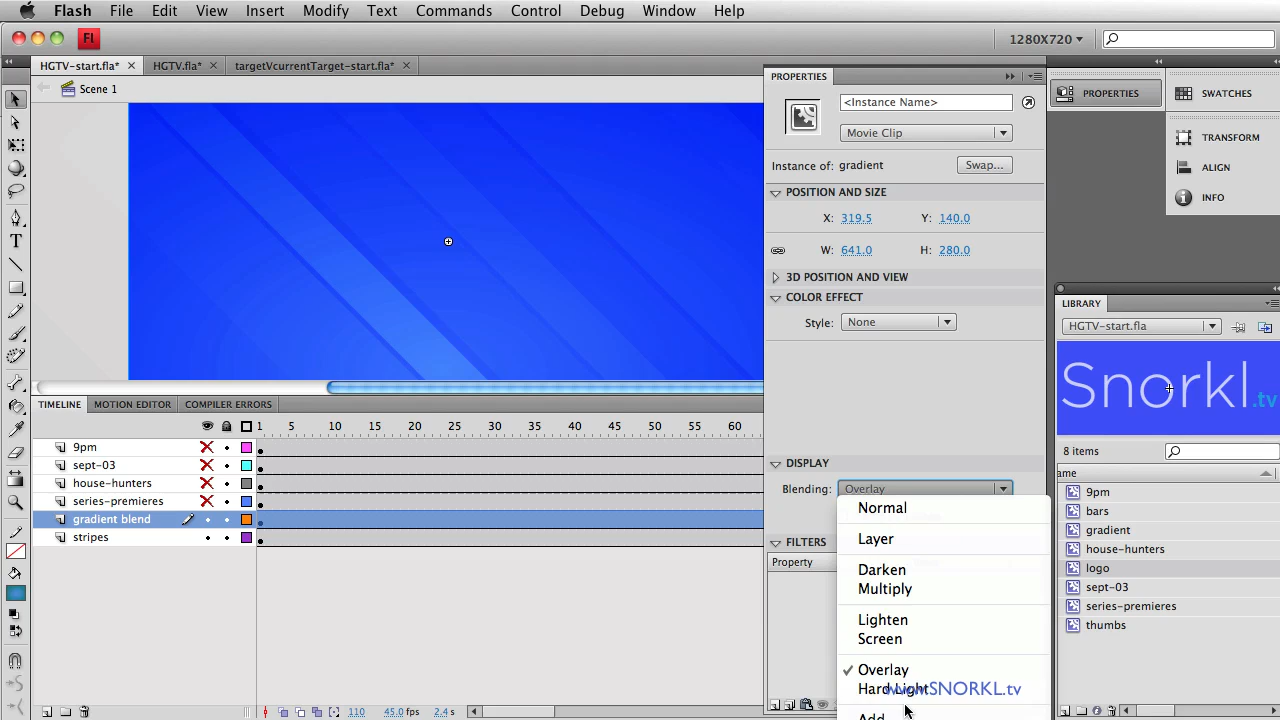 Flash File Edit View Insert Modify Text Commands Control Debug Window Help
Fl 1280X720
HGTV-start.fla* HGTV.fla* targetVcurrentTarget-start.fla*
Scene 1
PROPERTIES
<Instance Name>
Movie Clip
Instance of: gradient Swap...
POSITION AND SIZE
X: 319.5 Y: 140.0
W: 641.0 H: 280.0
3D POSITION AND VIEW
COLOR EFFECT
Style: None
DISPLAY
Blending: Overlay
FILTERS
Property
Normal
Layer
Darken
Multiply
Lighten
Screen
Overlay
Hard Light
Add
www.SNORKL.tv
PROPERTIES
SWATCHES
TRANSFORM
ALIGN
INFO
LIBRARY
HGTV-start.fla
Snorkl.tv
8 items
ame
9pm
bars
gradient
house-hunters
logo
sept-03
series-premieres
thumbs
TIMELINE MOTION EDITOR COMPILER ERRORS
1 5 10 15 20 25 30 35 40 45 50 55 60
9pm
sept-03
house-hunters
series-premieres
gradient blend
stripes
110 45.0 fps 2.4 s
T